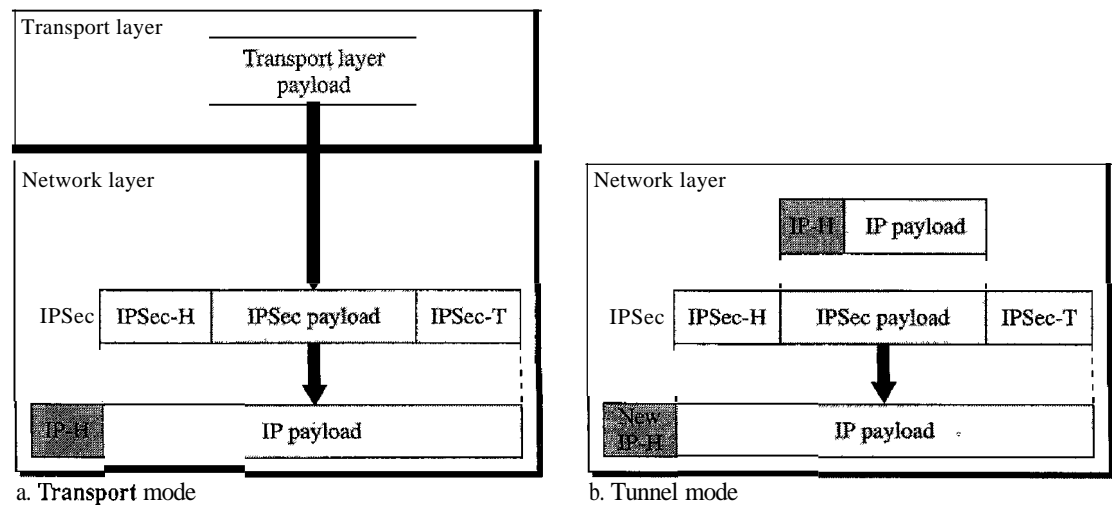 Transport layer
Transport layer
payload
Network layer
IPSec
IPSec-H
IPSec payload
IPSec-T
IP-H
IP payload
a. Transport mode
Network layer
IP-H
IP payload
IPSec
IPSec-H
IPSec payload
IPSec-T
New
IP-H
IP payload
b. Tunnel mode